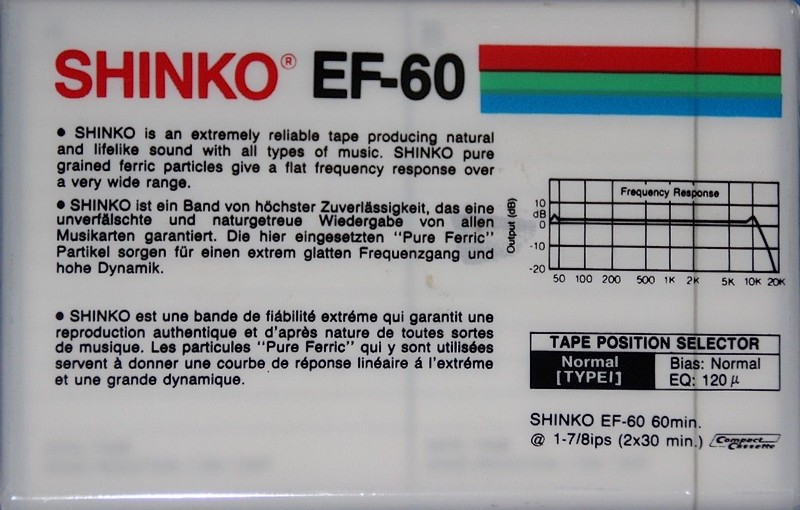 SHINKO® EF-60
● SHINKO is an extremely reliable tape producing natural
and lifelike sound with all types of music. SHINKO pure
grained ferric particles give a flat frequency response over
a very wide range.
● SHINKO ist ein Band von höchster Zuverlässigkeit, das eine
unverfälschte und naturgetreue Wiedergabe von allen
Musikarten garantiert. Die hier eingesetzten "Pure Ferric"
Partikel sorgen für einen extrem glatten Frequenzgang und
hohe Dynamik.
● SHINKO est une bande de fiábilité extréme qui garantit une
reproduction authentique et d'après nature de toutes sortes
de musique. Les particules "Pure Ferric" qui y sont utilisées
servent à donner une courbe de réponse linéaire á l'extréme
et une grande dynamique.
Frequency Response
Output (dB)
10
dB
0
-10
-20
50 100 200 500 1K 2K 5K 10K 20K
TAPE POSITION SELECTOR
Normal
[TYPEI]
Bias: Normal
EQ: 120 μ
SHINKO EF-60 60min.
@ 1-7/8ips (2x30 min.) Compact Cassette